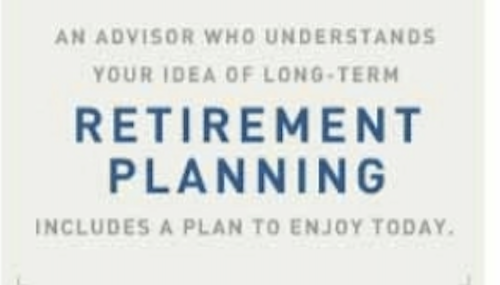 AN ADVISOR WHO UNDERSTANDS
YOUR IDEA OF LONG-TERM
RETIREMENT
PLANNING
INCLUDES A PLAN TO ENJOY TODAY.